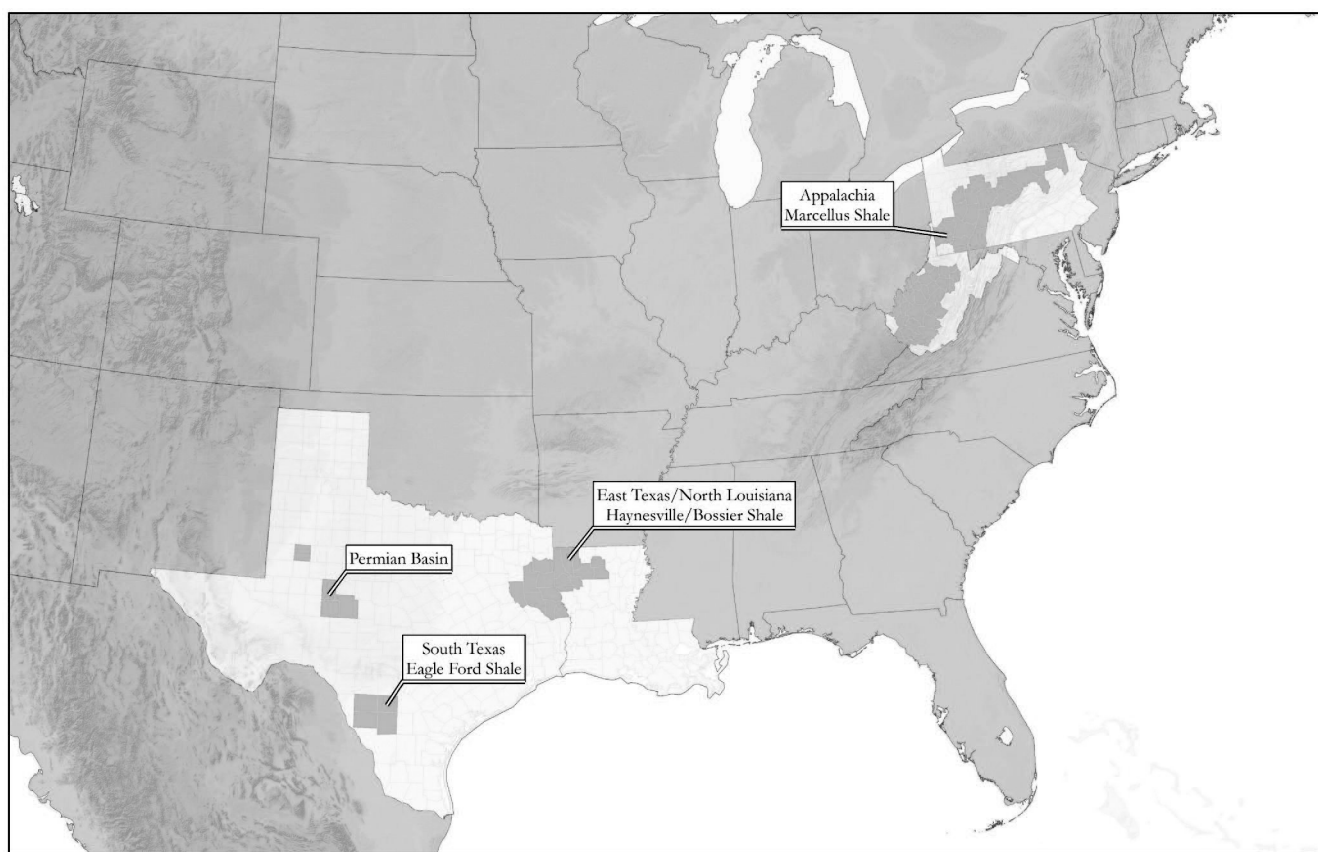 Appalachia
Marcellus Shale
East Texas/North Louisiana
Haynesville/Bossier Shale
Permian Basin
South Texas
Eagle Ford Shale